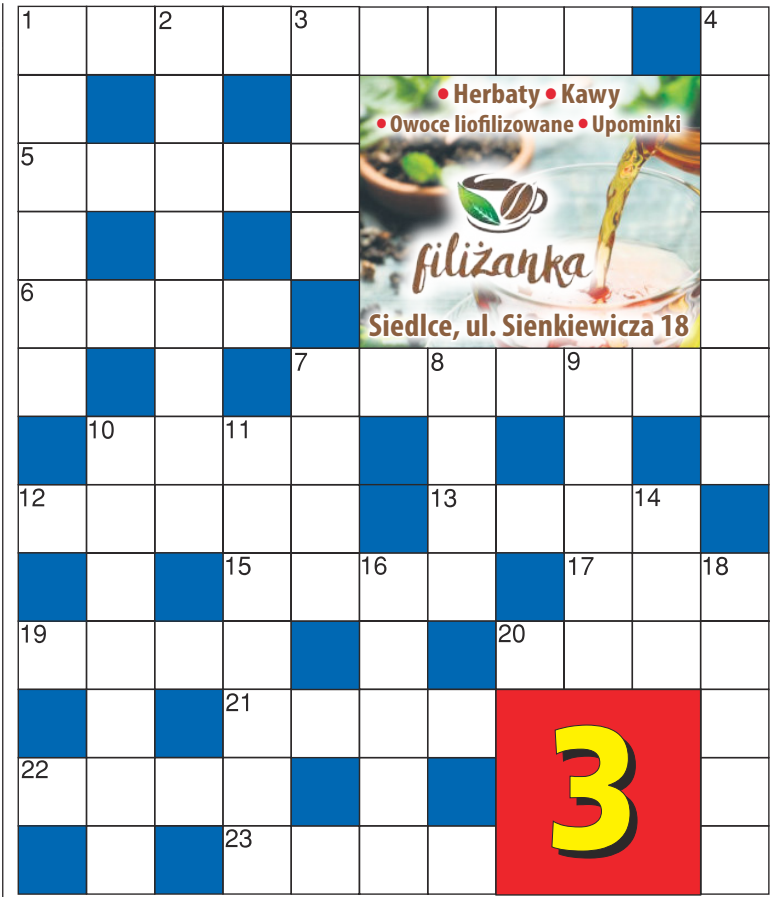 1 2 3 4
• Herbaty • Kawy
• Owoce liofilizowane • Upominki
5
filiżanka
6
Siedlce, ul. Sienkiewicza 18
7 8 9
10 11
12 13 14
15 16 17 18
19 20
21
3
22
23